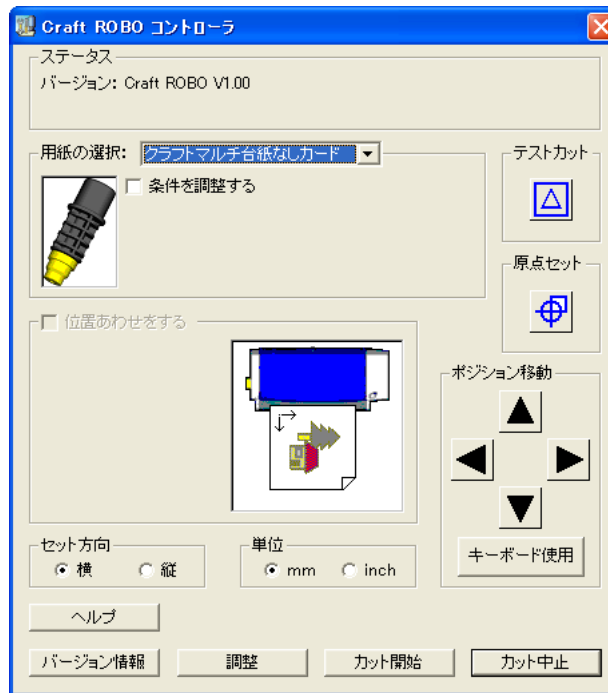 Craft ROBO コントローラ
ステータス
バージョン: Craft ROBO V1.00
用紙の選択: クラフトマルチ台紙なしカード
条件を調整する
テストカット
原点セット
位置あわせをする
ポジション移動
キーボード使用
セット方向
横 縦
単位
mm inch
ヘルプ
バージョン情報 調整 カット開始 カット中止